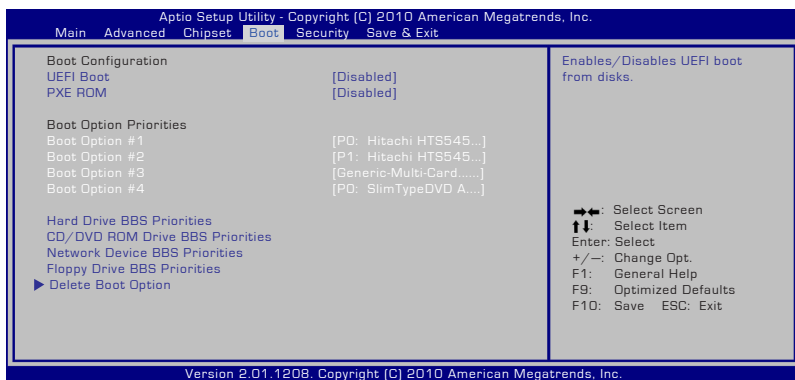 Aptio Setup Utility - Copyright (C) 2010 American Megatrends, Inc.
Main Advanced Chipset Boot Security Save & Exit
Boot Configuration
UEFI Boot [Disabled]
PXE ROM [Disabled]
Boot Option Priorities
Boot Option #1 [P0: Hitachi HTS545...]
Boot Option #2 [P1: Hitachi HTS545...]
Boot Option #3 [Generic-Multi-Card......]
Boot Option #4 [P0: SlimTypeDVD A....]
Hard Drive BBS Priorities
CD/DVD ROM Drive BBS Priorities
Network Device BBS Priorities
Floppy Drive BBS Priorities
▶ Delete Boot Option
Enables/Disables UEFI boot
from disks.
→←: Select Screen
↑↓: Select Item
Enter: Select
+/—: Change Opt.
F1: General Help
F9: Optimized Defaults
F10: Save ESC: Exit
Version 2.01.1208. Copyright (C) 2010 American Megatrends, Inc.